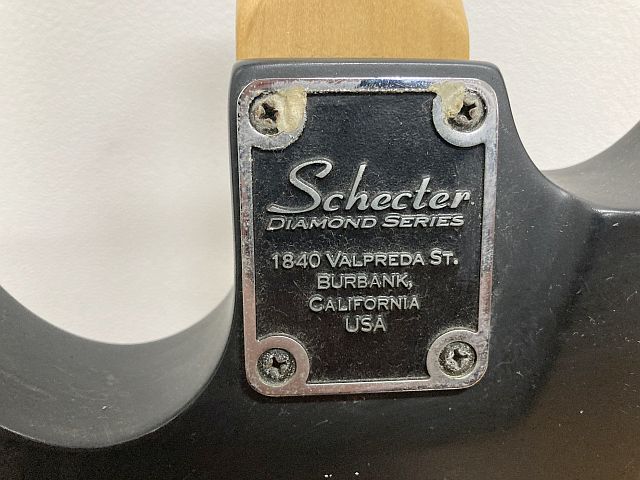 Schecter
DIAMOND SERIES
1840 VALPREDA ST.
BURBANK,
CALIFORNIA
USA